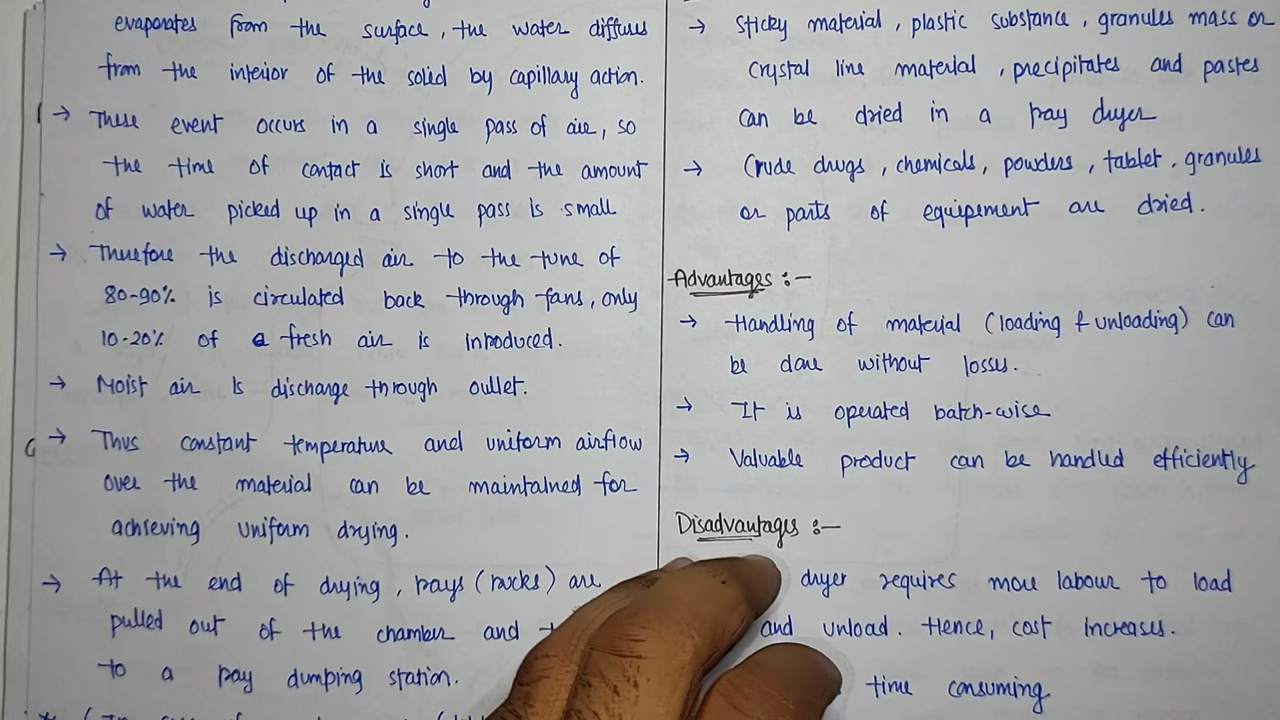 evaporates from the surface, the water diffuses
from the interior of the solid by capillary action.
→ These event occurs in a single pass of air, so
the time of contact is short and the amount
of water picked up in a single pass is small
→ Therefore the discharged air to the tune of
80-90% is circulated back through fans, only
10-20% of a fresh air is introduced.
→ Moist air is discharge through outlet.
→ Thus constant temperature and uniform airflow
over the material can be maintained for
achieving uniform drying.
→ At the end of drying, trays (trucks) are
pulled out of the chamber and
to a tray dumping station.
→ Sticky material, plastic substance, granules mass or
crystal line material, precipitates and pastes
can be dried in a tray dryer
→ Crude drugs, chemicals, powders, tablet, granules
or parts of equipement are dried.
Advantages :-
→ Handling of material (loading & unloading) can
be done without losses.
→ It is operated batch-wise
→ Valuable product can be handled efficiently
Disadvantages :-
dryer requires more labour to load
and unload. Hence, cost increases.
time consuming